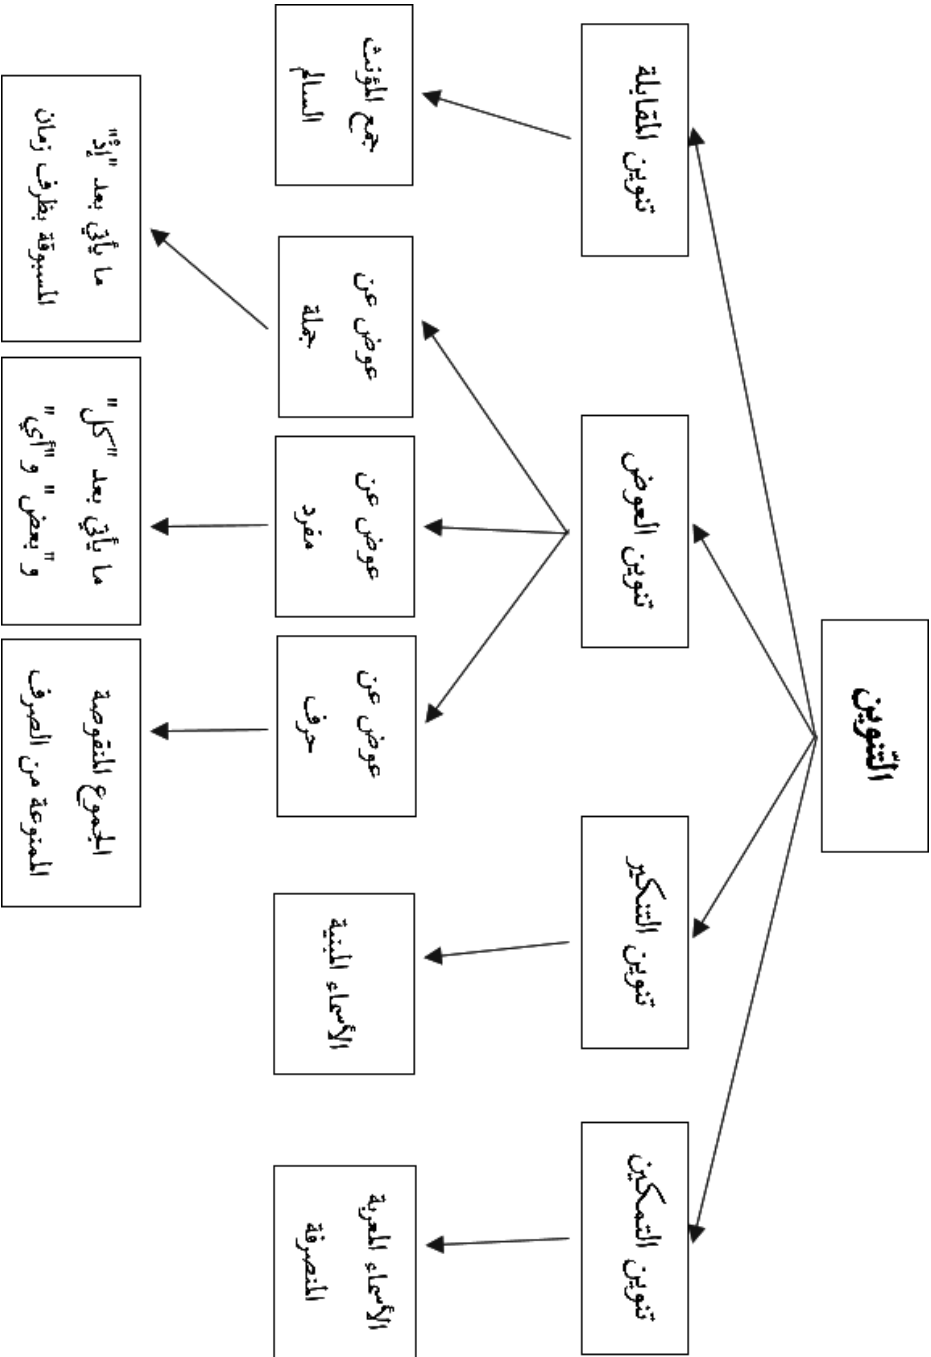 التّنوين
تنوين التمكين
تنوين التنكير
تنوين العوض
تنوين المقابلة
الأسماء المعربة
المنصرفة
الأسماء المبنية
عوض عن
حرف
عوض عن
مفرد
عوض عن
جملة
جمع المؤنث
السالم
الجموع المنقوصة
الممنوعة من الصرف
ما يأتي بعد "كل"
و"بعض" و"أي"
ما يأتي بعد "إذْ"
المسبوقة بظرف زمان